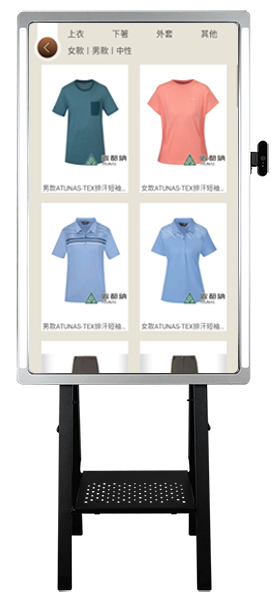 上衣 下著 外套 其他
女款 | 男款 | 中性
歐都納
歐都納
男款ATUNAS-TEX排汗短袖...
女款ATUNAS-TEX排汗短袖...
歐都納
歐都納
男款ATUNAS-TEX排汗短袖...
女款ATUNAS-TEX排汗短袖...